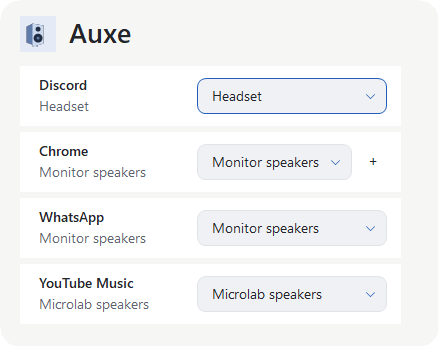 Auxe
Discord
Headset
Headset
Chrome
Monitor speakers
Monitor speakers
+
WhatsApp
Monitor speakers
Monitor speakers
YouTube Music
Microlab speakers
Microlab speakers